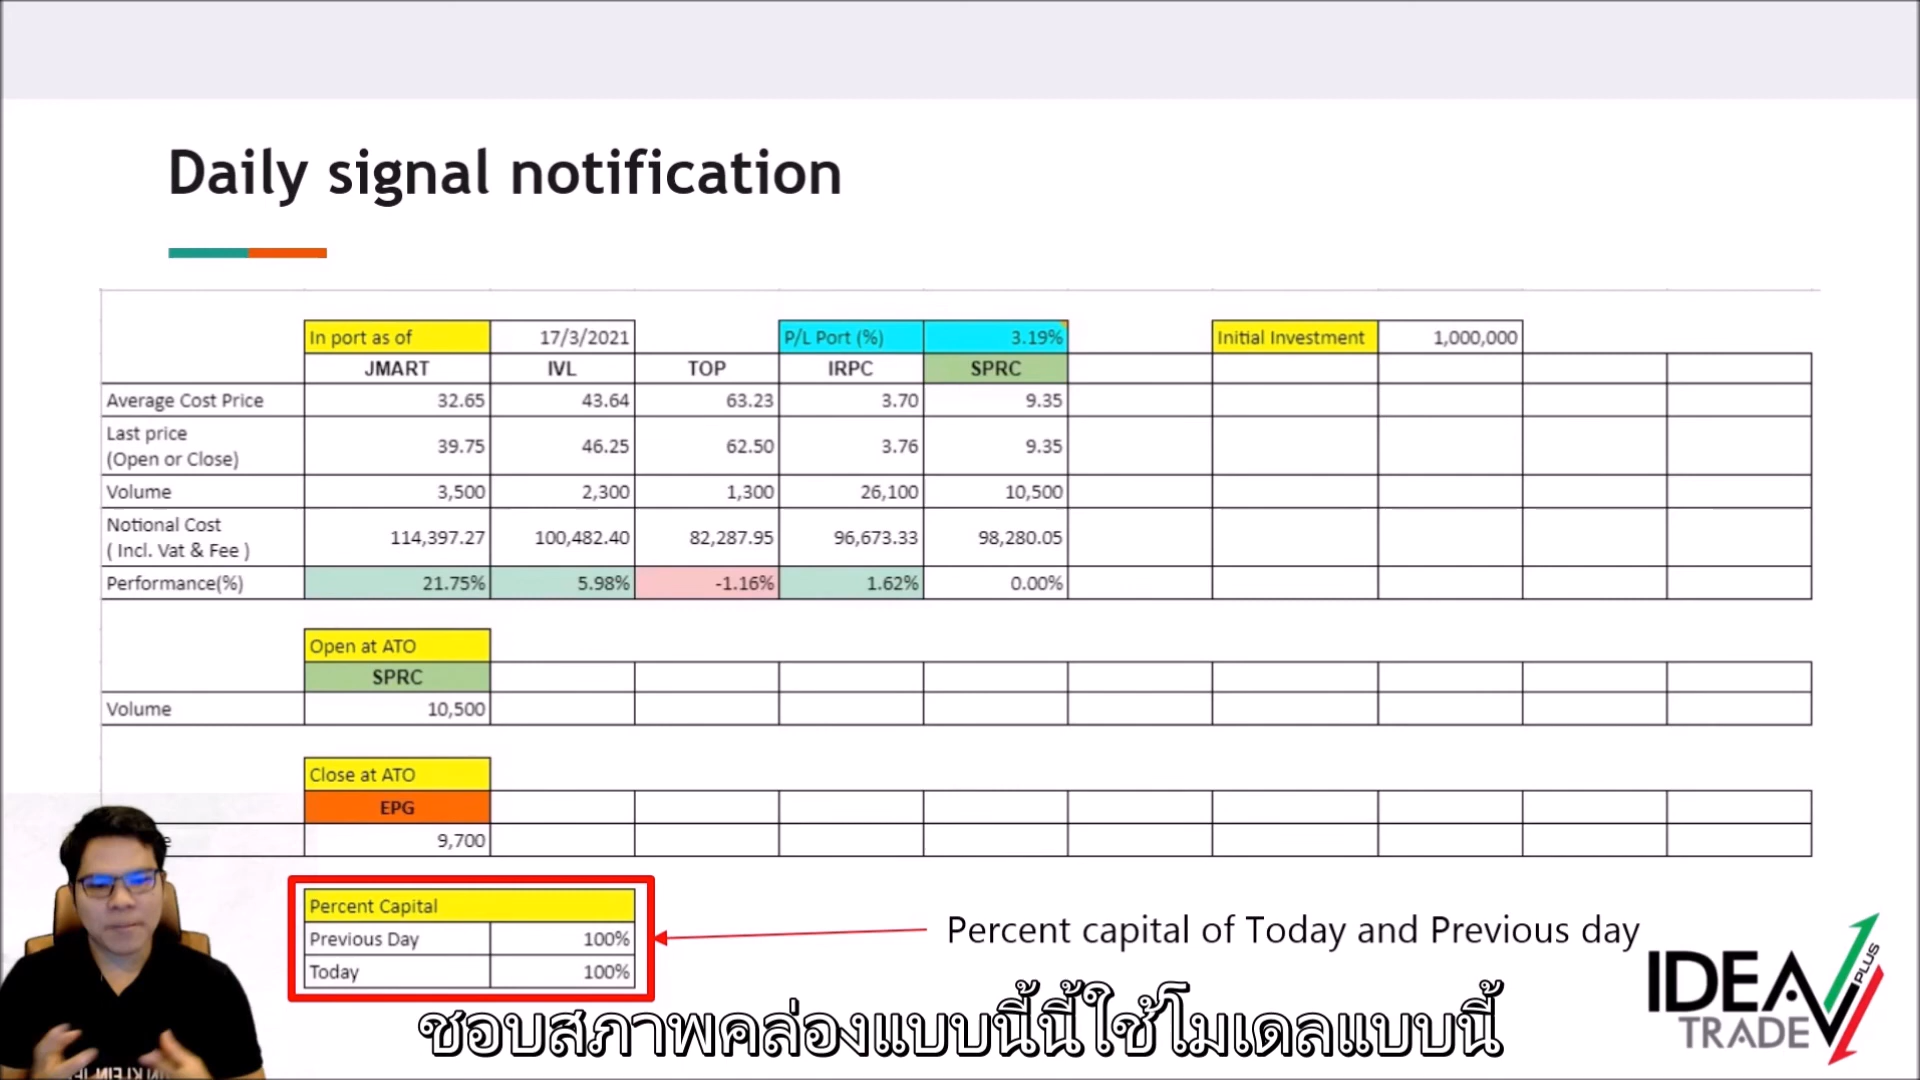 Daily signal notification
In port as of 17/3/2021 P/L Port (%) 3.19% Initial Investment 1,000,000
JMART IVL TOP IRPC SPRC
Average Cost Price 32.65 43.64 63.23 3.70 9.35
Last price
(Open or Close) 39.75 46.25 62.50 3.76 9.35
Volume 3,500 2,300 1,300 26,100 10,500
Notional Cost
( Incl. Vat & Fee ) 114,397.27 100,482.40 82,287.95 96,673.33 98,280.05
Performance(%) 21.75% 5.98% -1.16% 1.62% 0.00%
Open at ATO
SPRC
Volume 10,500
Close at ATO
EPG
9,700
Percent Capital
Previous Day 100%
Today 100%
Percent capital of Today and Previous day
IDEA TRADE PLUS
ชอบสภาพคล่องแบบนี้นี้ใช้โมเดลแบบนี้